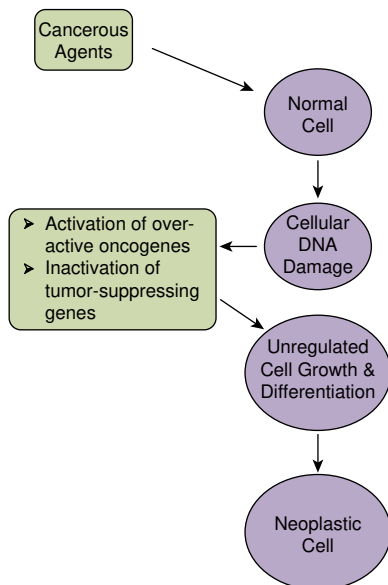 Cancerous
Agents
Normal
Cell
Cellular
DNA
Damage
➢ Activation of over-
active oncogenes
➢ Inactivation of
tumor-suppressing
genes
Unregulated
Cell Growth &
Differentiation
Neoplastic
Cell